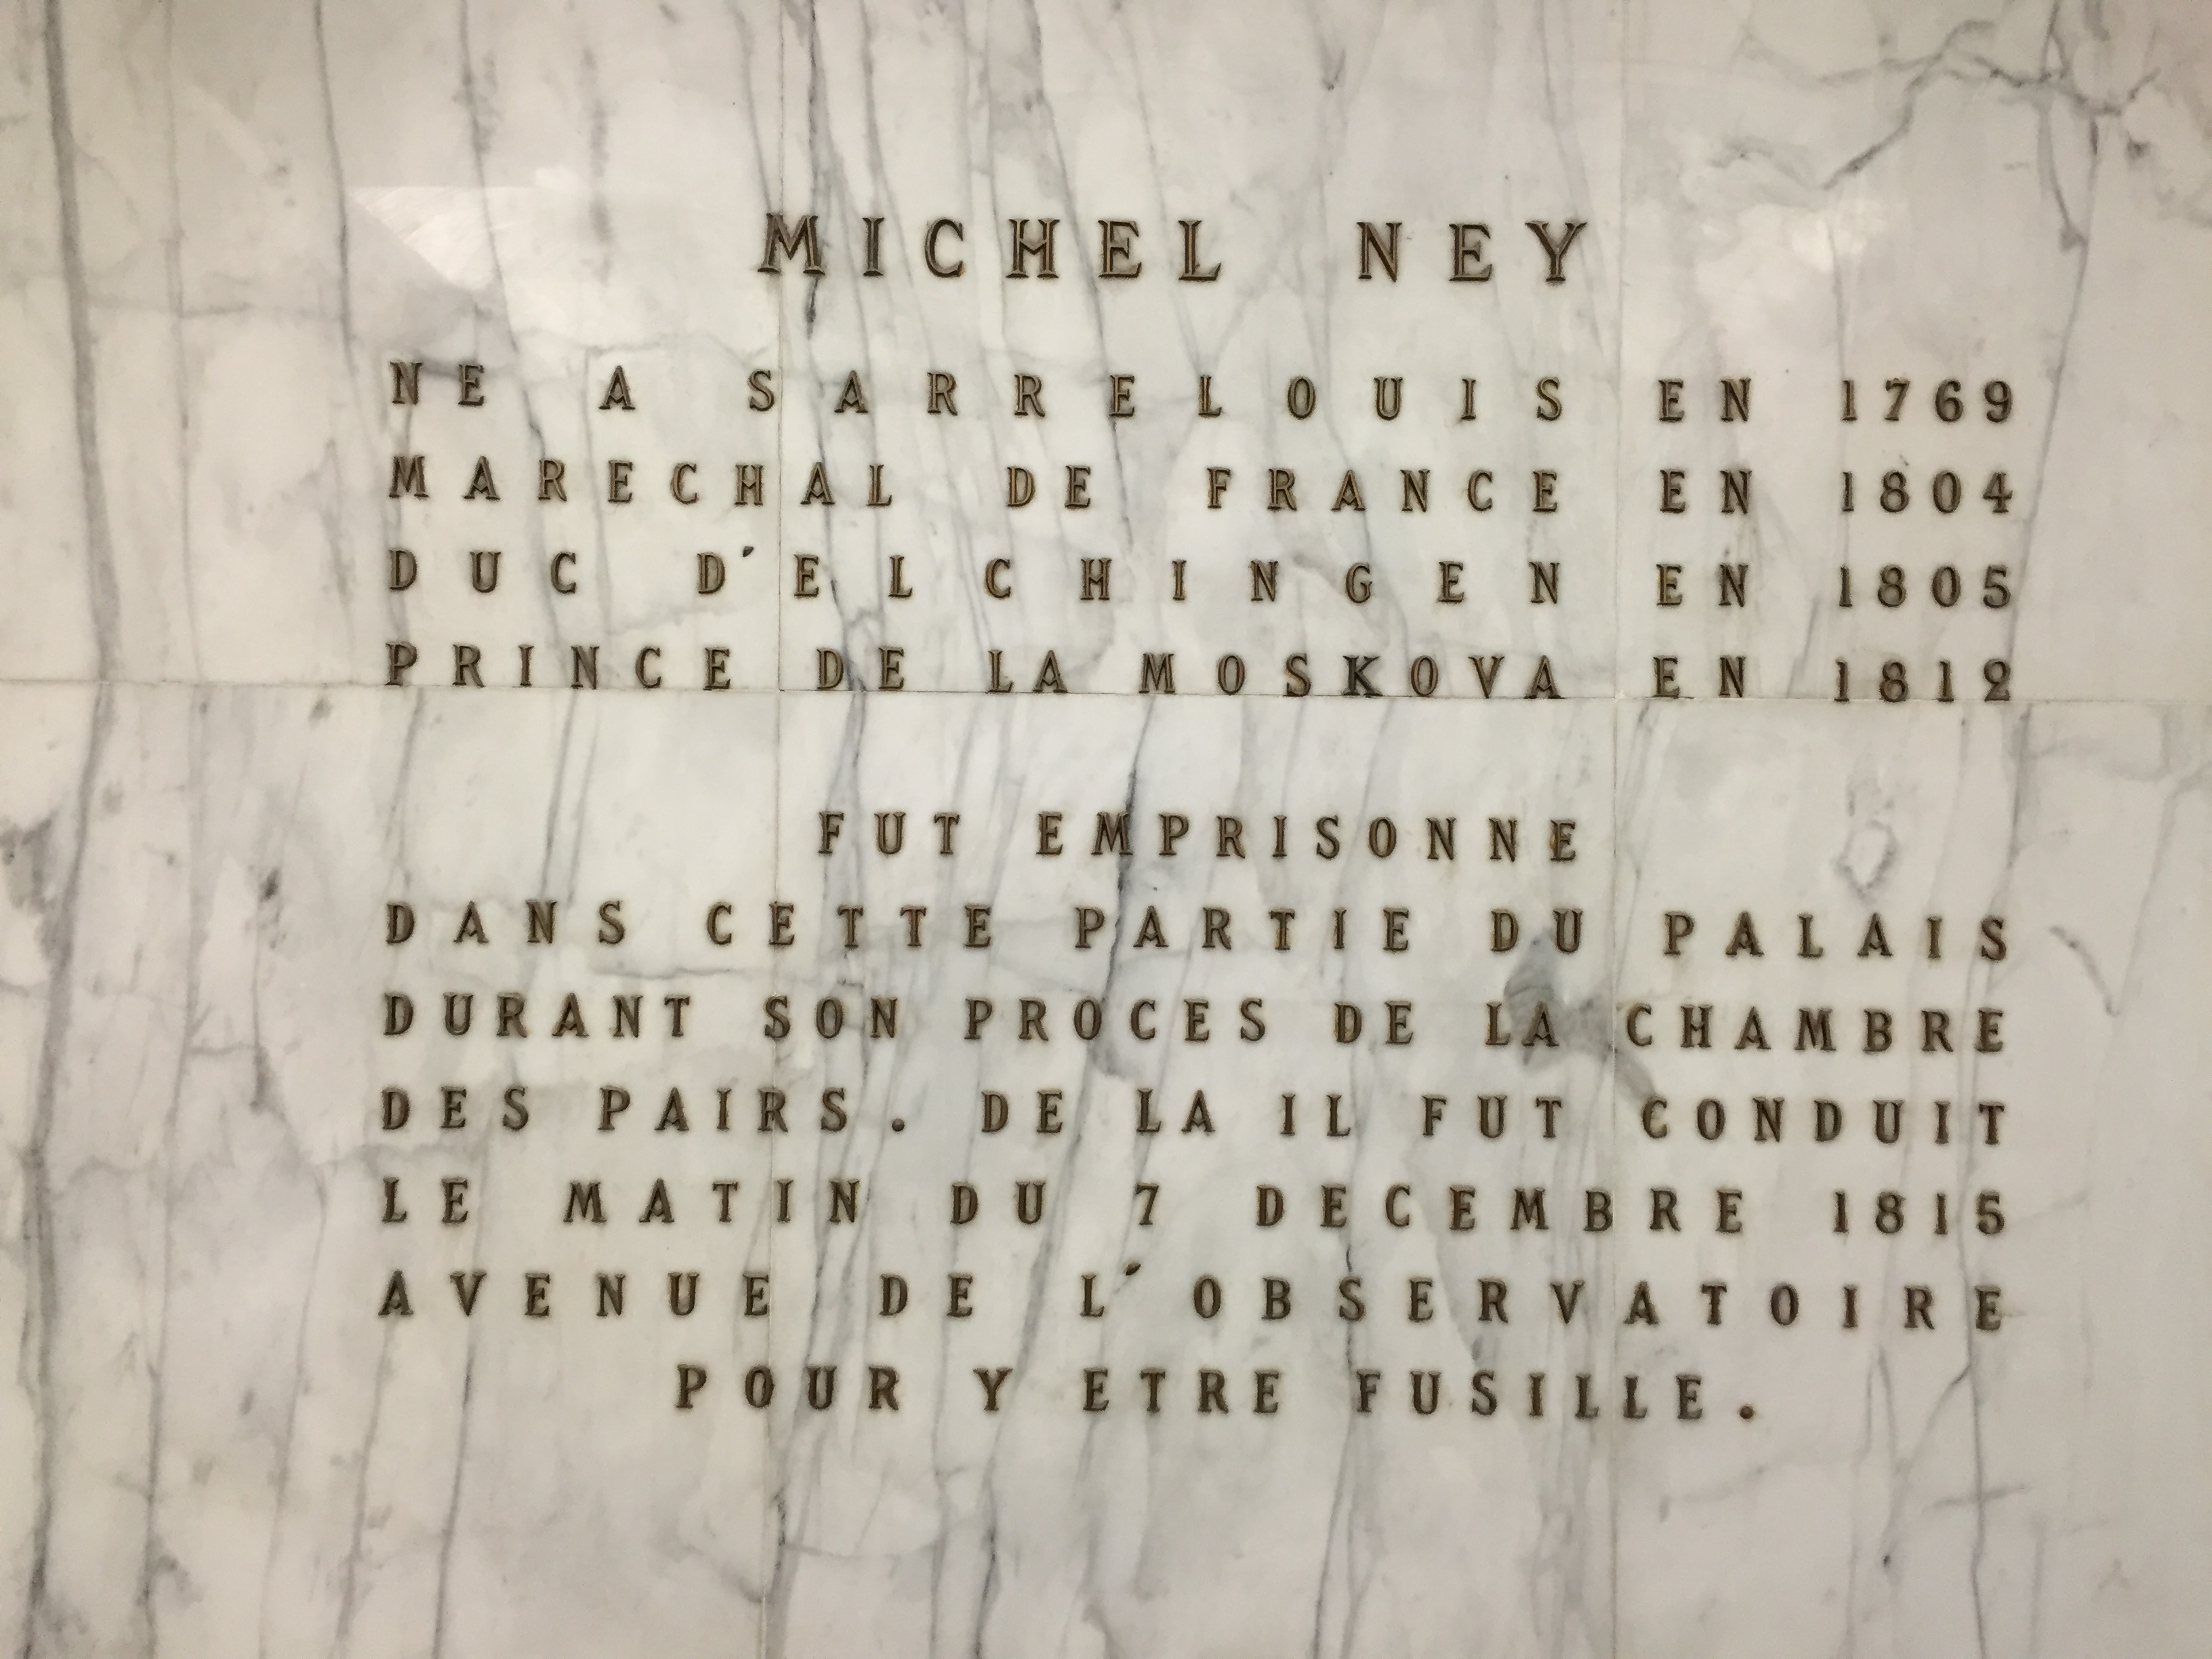 MICHEL NEY
NE A SARRELOUIS EN 1769
MARECHAL DE FRANCE EN 1804
DUC D'ELCHINGEN EN 1805
PRINCE DE LA MOSKOVA EN 1812
FUT EMPRISONNE
DANS CETTE PARTIE DU PALAIS
DURANT SON PROCES DE LA CHAMBRE
DES PAIRS. DE LA IL FUT CONDUIT
LE MATIN DU 7 DECEMBRE 1815
AVENUE DE L'OBSERVATOIRE
POUR Y ETRE FUSILLE.